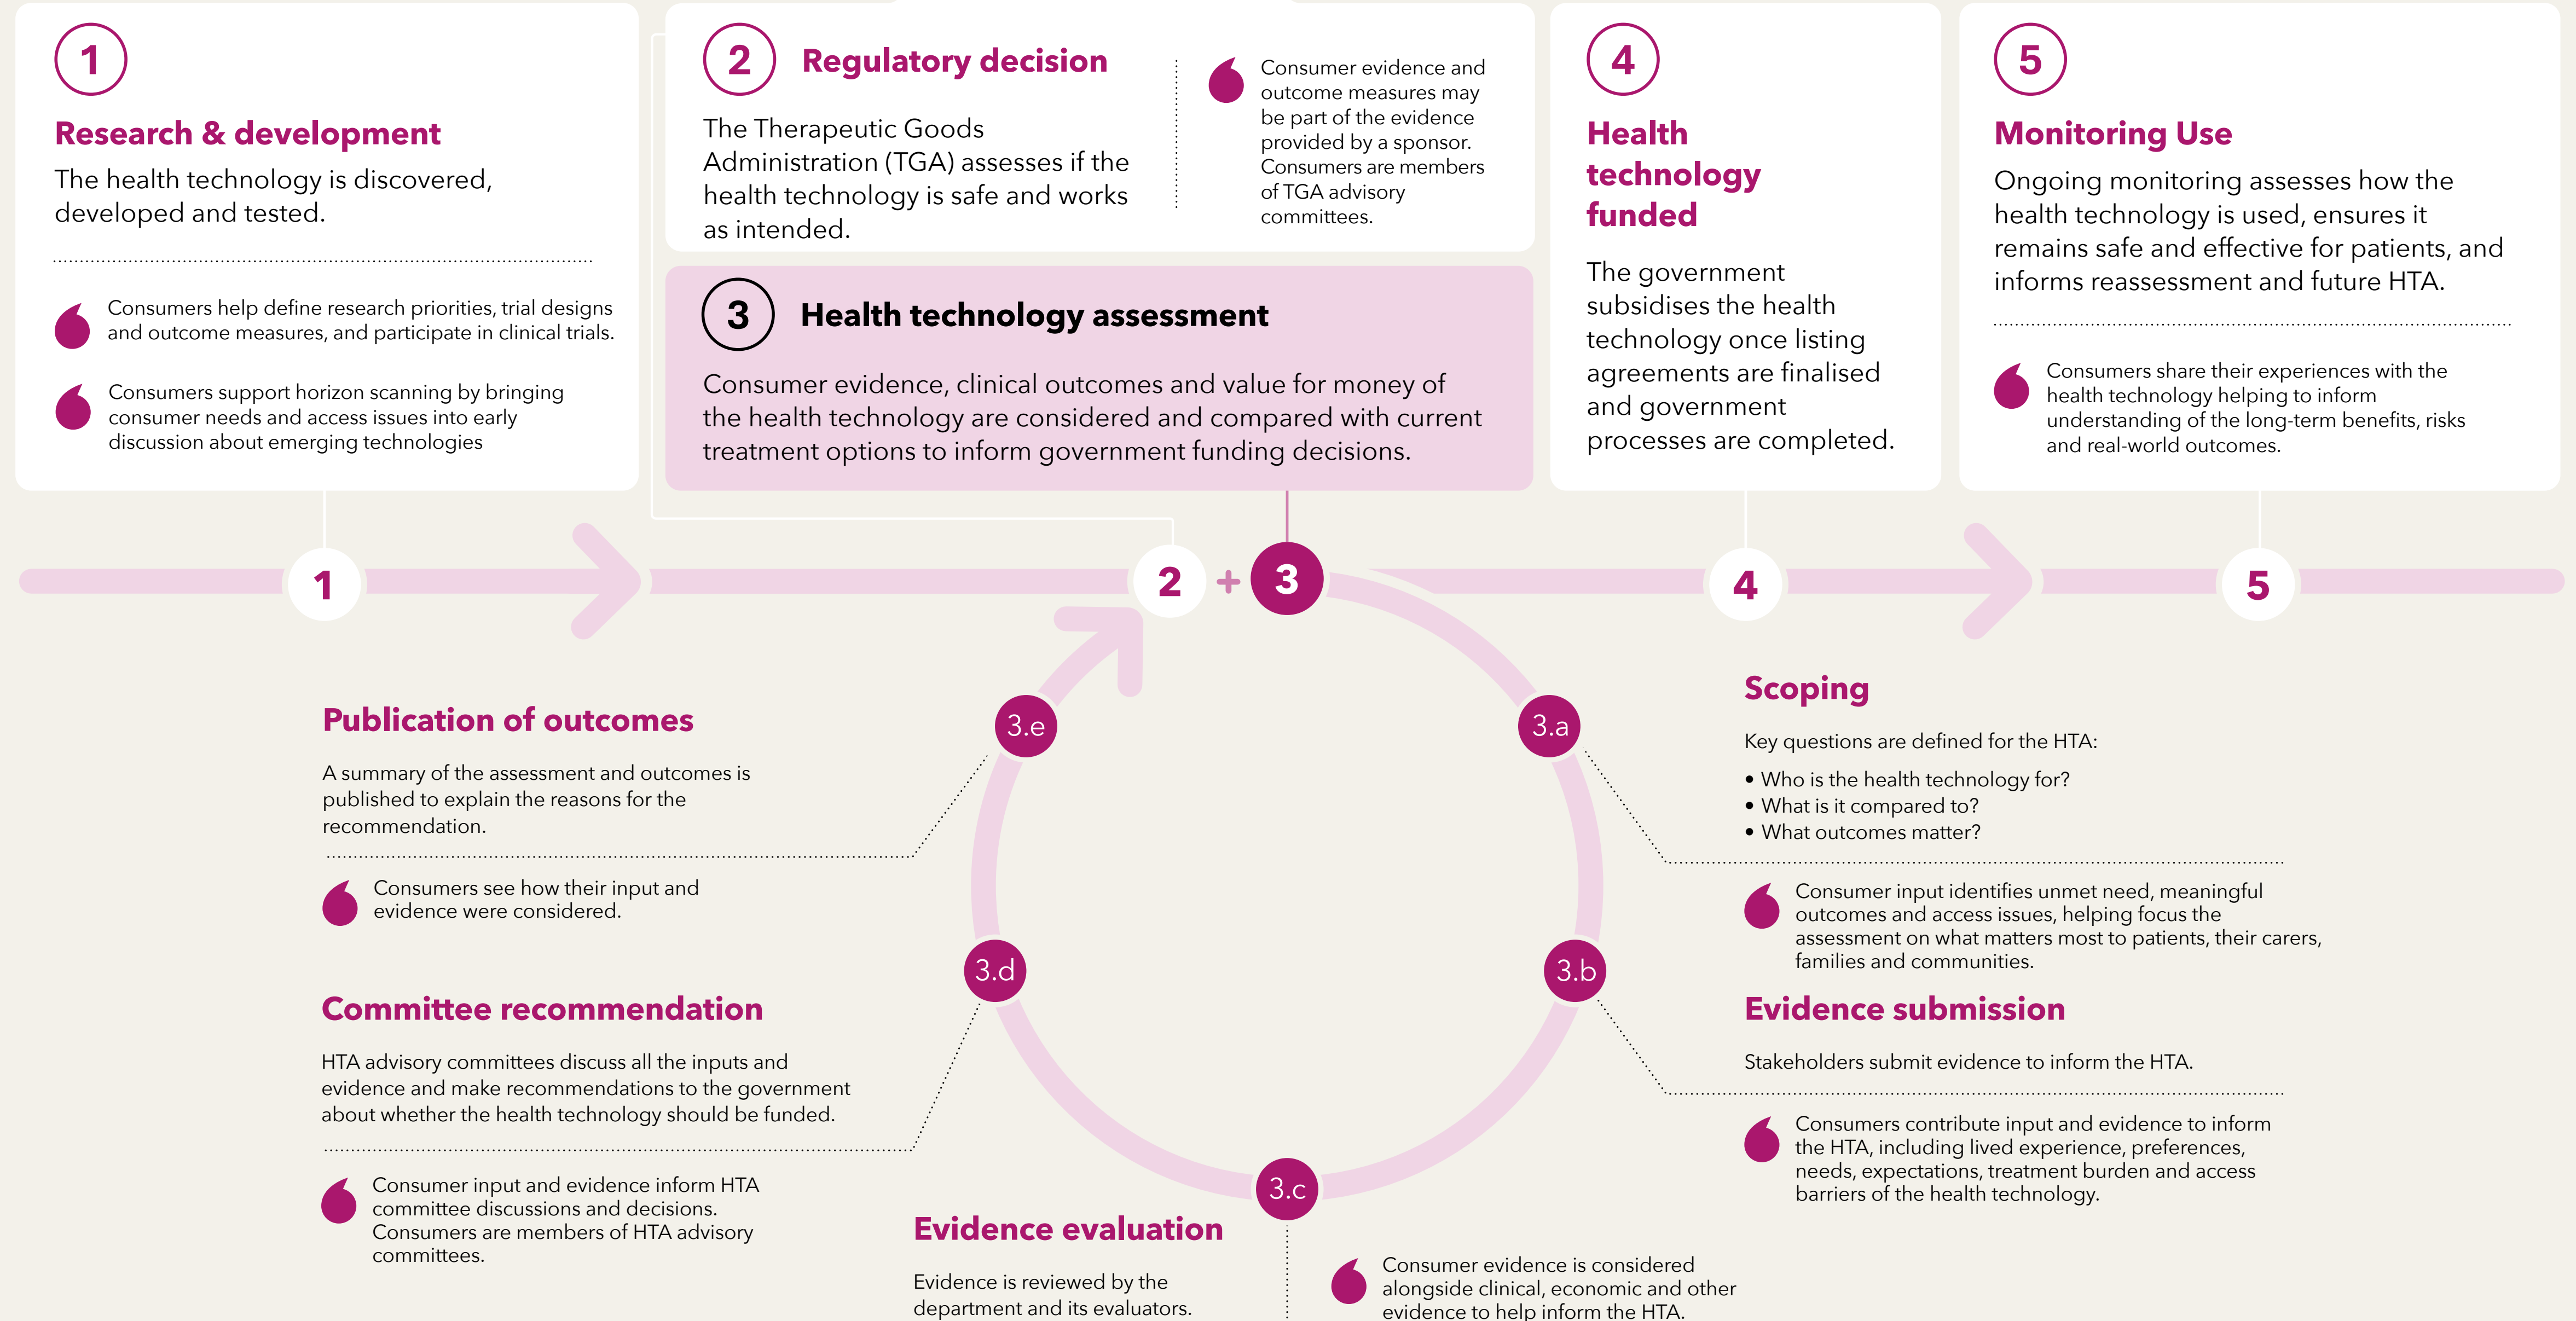 1
Research & development
The health technology is discovered,
developed and tested.
Consumers help define research priorities, trial designs
and outcome measures, and participate in clinical trials.
Consumers support horizon scanning by bringing
consumer needs and access issues into early
discussion about emerging technologies
2
Regulatory decision
The Therapeutic Goods
Administration (TGA) assesses if the
health technology is safe and works
as intended.
Consumer evidence and
outcome measures may
be part of the evidence
provided by a sponsor.
Consumers are members
of TGA advisory
committees.
3
Health technology assessment
Consumer evidence, clinical outcomes and value for money of
the health technology are considered and compared with current
treatment options to inform government funding decisions.
4
Health
technology
funded
The government
subsidises the health
technology once listing
agreements are finalised
and government
processes are completed.
5
Monitoring Use
Ongoing monitoring assesses how the
health technology is used, ensures it
remains safe and effective for patients, and
informs reassessment and future HTA.
Consumers share their experiences with the
health technology helping to inform
understanding of the long-term benefits, risks
and real-world outcomes.
1
2 + 3
4
5
3.a
Scoping
Key questions are defined for the HTA:
• Who is the health technology for?
• What is it compared to?
• What outcomes matter?
Consumer input identifies unmet need, meaningful
outcomes and access issues, helping focus the
assessment on what matters most to patients, their carers,
families and communities.
3.b
Evidence submission
Stakeholders submit evidence to inform the HTA.
Consumers contribute input and evidence to inform
the HTA, including lived experience, preferences,
needs, expectations, treatment burden and access
barriers of the health technology.
3.c
Evidence evaluation
Evidence is reviewed by the
department and its evaluators.
Consumer evidence is considered
alongside clinical, economic and other
evidence to help inform the HTA.
3.d
Committee recommendation
HTA advisory committees discuss all the inputs and
evidence and make recommendations to the government
about whether the health technology should be funded.
Consumer input and evidence inform HTA
committee discussions and decisions.
Consumers are members of HTA advisory
committees.
3.e
Publication of outcomes
A summary of the assessment and outcomes is
published to explain the reasons for the
recommendation.
Consumers see how their input and
evidence were considered.